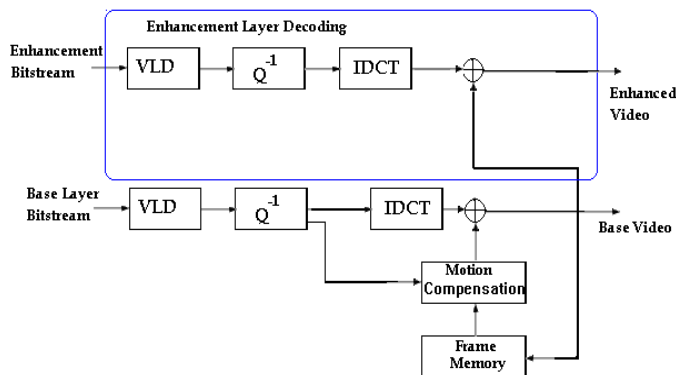 Enhancement Layer Decoding
Enhancement
Bitstream
VLD
Q-1
IDCT
Enhanced
Video
Base Layer
Bitstream
VLD
Q-1
IDCT
Base Video
Motion
Compensation
Frame
Memory